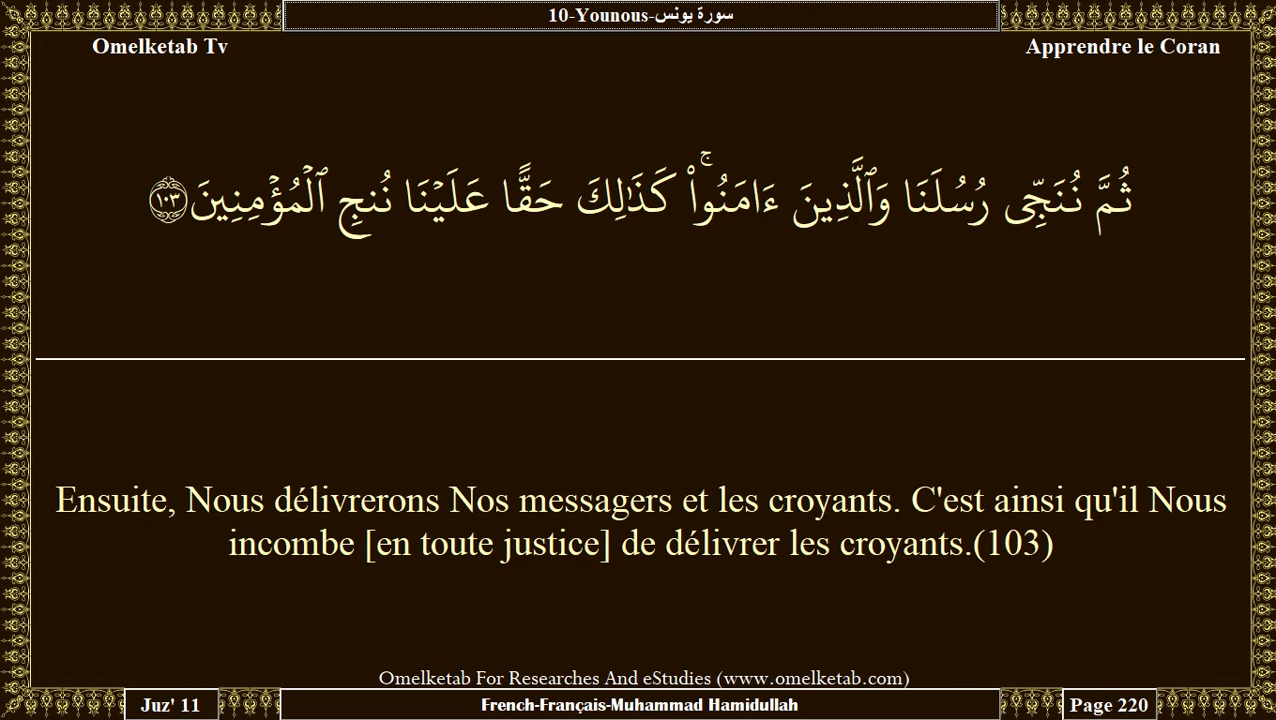 10-Younous-سورة يونس
Omelketab Tv
Apprendre le Coran
ثُمَّ نُنَجِّى رُسُلَنَا وَٱلَّذِينَ ءَامَنُوا۟ ۚ كَذَٰلِكَ حَقًّا عَلَيْنَا نُنجِ ٱلْمُؤْمِنِينَ ١٠٣
Ensuite, Nous délivrerons Nos messagers et les croyants. C'est ainsi qu'il Nous
incombe [en toute justice] de délivrer les croyants.(103)
Omelketab For Researches And eStudies (www.omelketab.com)
Juz' 11
French-Français-Muhammad Hamidullah
Page 220